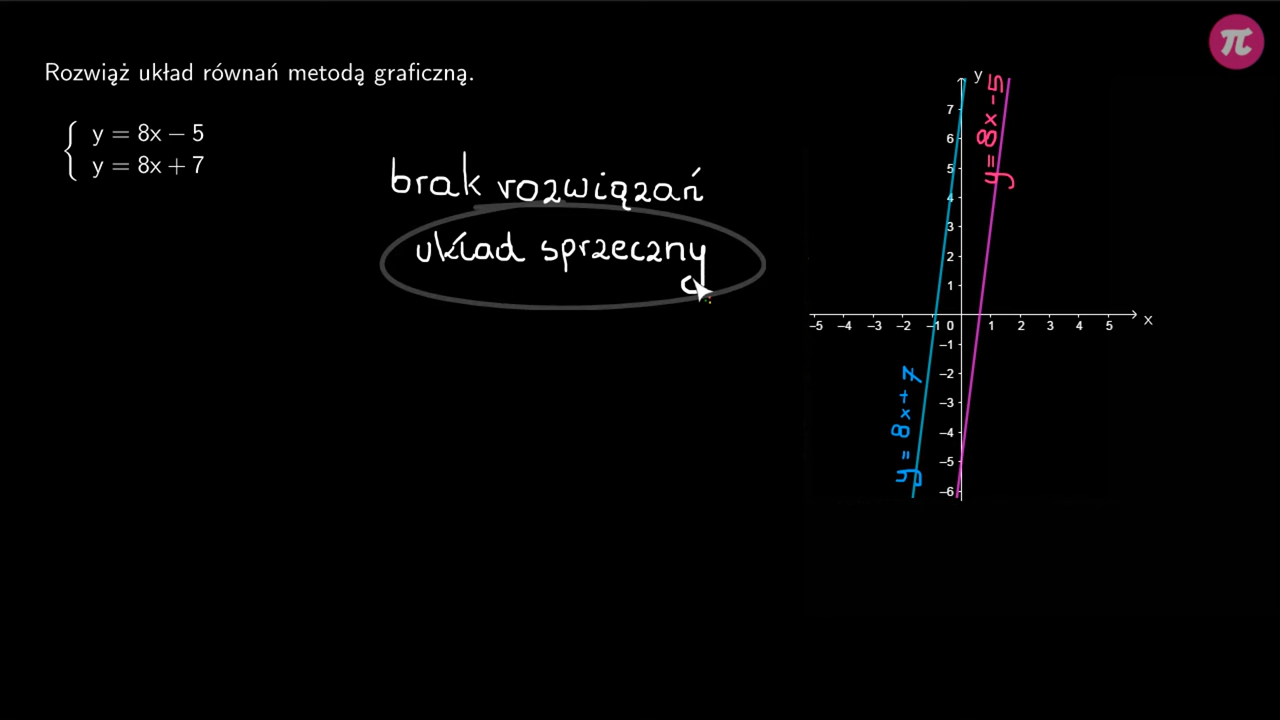 π
Rozwiąż układ równań metodą graficzną.
y = 8x – 5
y = 8x + 7
brak rozwiązań
układ sprzeczny
y
7
6
5
4
3
2
1
–5 –4 –3 –2 –1 0 1 2 3 4 5 x
–1
–2
–3
–4
–5
–6
y = 8x - 5
y = 8x + 7